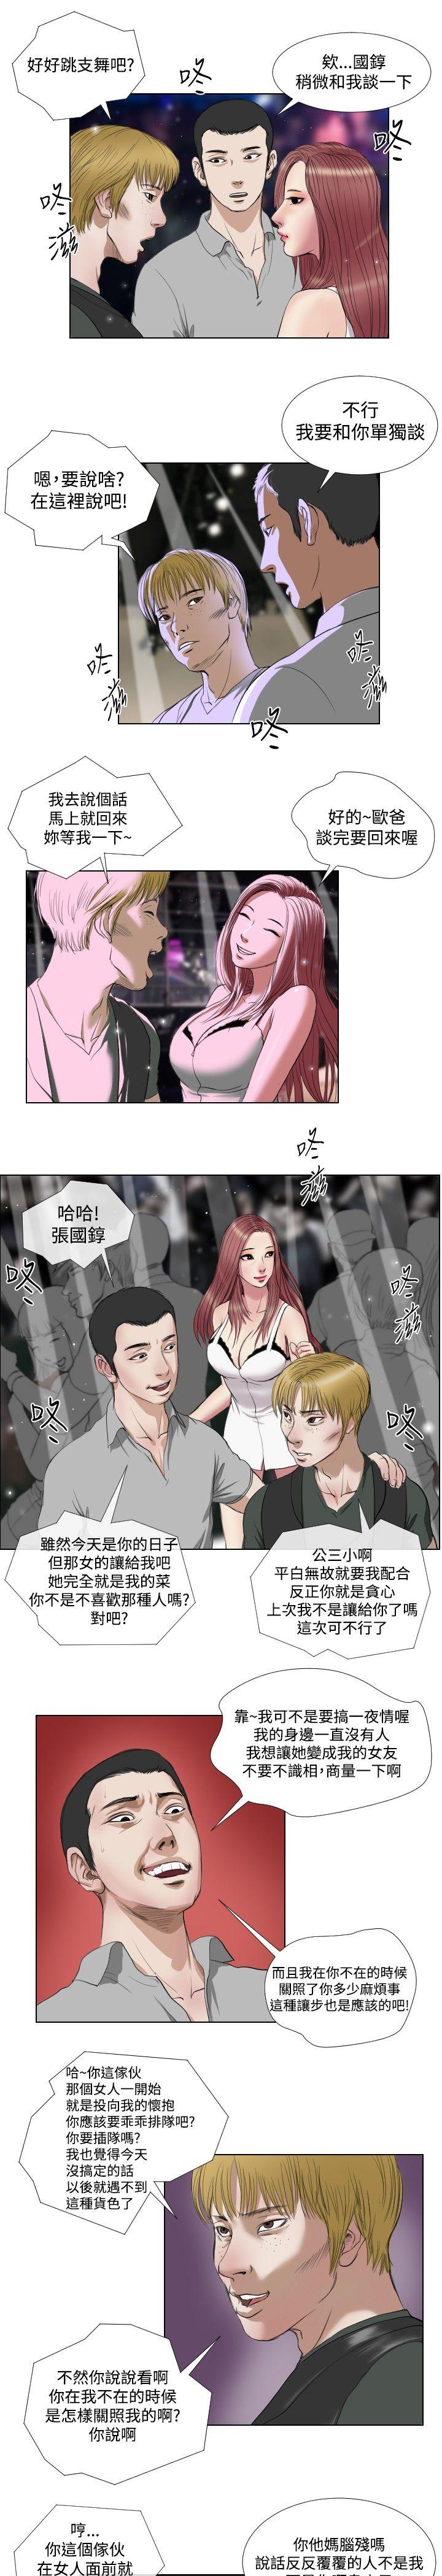 好好跳支舞吧?
咚
欸...國錞
稍微和我談一下
咚
咚
滋
不行
我要和你單獨談
嗯,要說啥?
在這裡說吧!
咚
滋
咚
滋
咚
我去說個話
馬上就回來
妳等我一下~
好的~歐爸
談完要回來喔
咚
滋
哈哈!
張國錞
咚
咚
滋
咚
咚
雖然今天是你的日子
但那女的讓給我吧
她完全就是我的菜
你不是不喜歡那種人嗎?
對吧?
公三小啊
平白無故就要我配合
反正你就是貪心
上次我不是讓給你了嗎
這次可不行了
靠~我可不是要搞一夜情喔
我的身邊一直沒有人
我想讓她變成我的女友
不要不識相,商量一下啊
而且我在你不在的時候
關照了你多少麻煩事
這種讓步也是應該的吧!
哈~你這傢伙
那個女人一開始
就是投向我的懷抱
你應該要乖乖排隊吧?
你要插隊嗎?
我也覺得今天
沒搞定的話
以後就遇不到
這種貨色了
不然你說說看啊
你在我不在的時候
是怎樣關照我的啊?
你說啊
哼...
你這個傢伙
在女人面前就
你他媽腦殘嗎
說話反反覆覆的人不是我